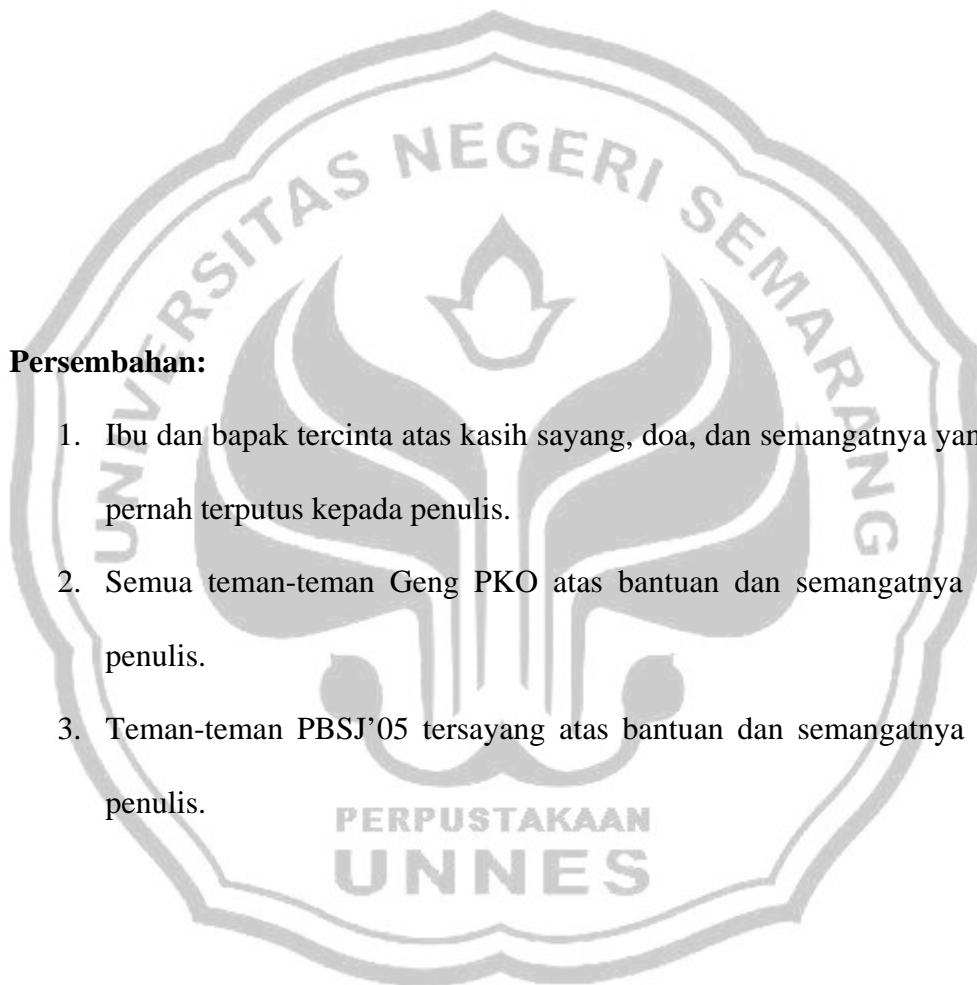 UNIVERSITAS NEGERI SEMARANG
Persembahan:
1. Ibu dan bapak tercinta atas kasih sayang, doa, dan semangatnya yan
pernah terputus kepada penulis.
2. Semua teman-teman Geng PKO atas bantuan dan semangatnya
penulis.
3. Teman-teman PBSJ’05 tersayang atas bantuan dan semangatnya
penulis.
PERPUSTAKAAN
UNNES